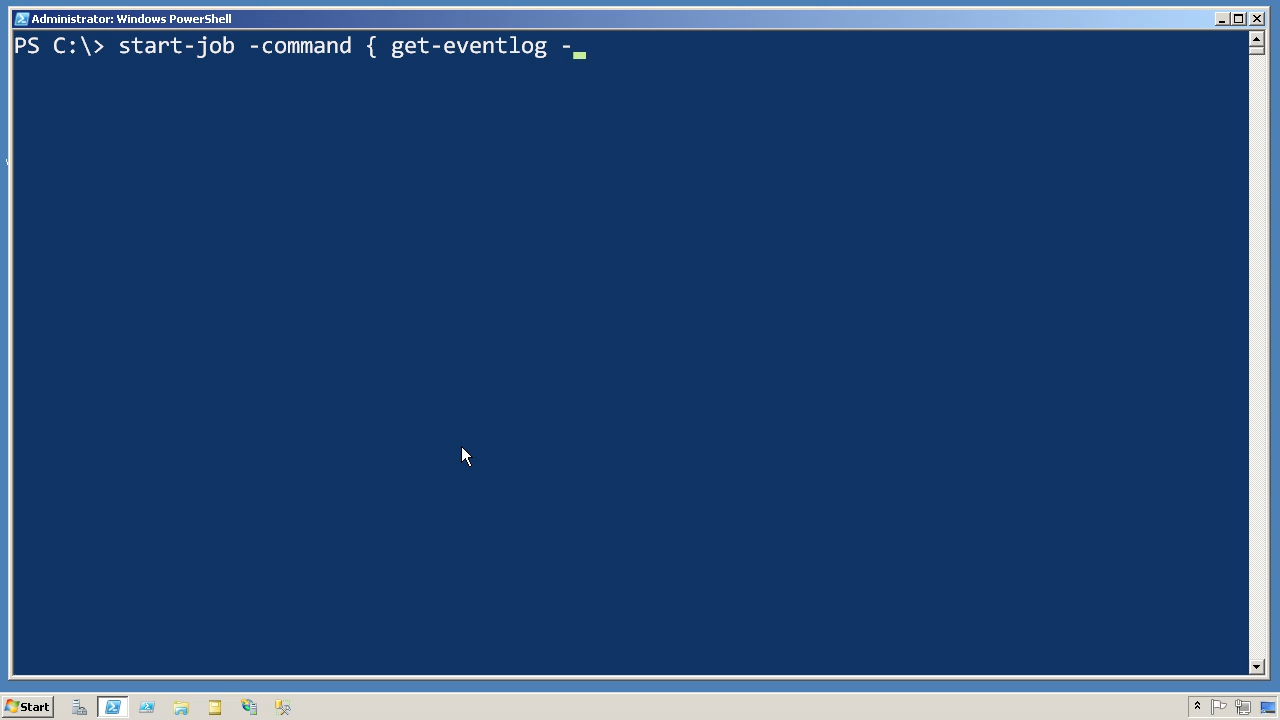 Administrator: Windows PowerShell
PS C:\> start-job -command { get-eventlog -
Start